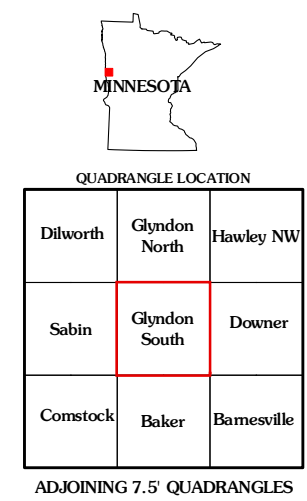 MINNESOTA
QUADRANGLE LOCATION
Dilworth
Glyndon
North
Hawley NW
Sabin
Glyndon
South
Downer
Comstock
Baker
Barnesville
ADJOINING 7.5' QUADRANGLES